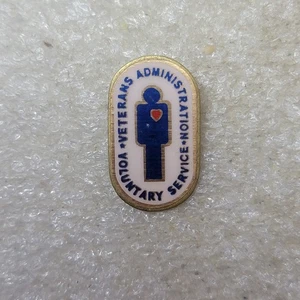 ★ VETERANS ADMINISTRATION ★
VOLUNTARY SERVICE